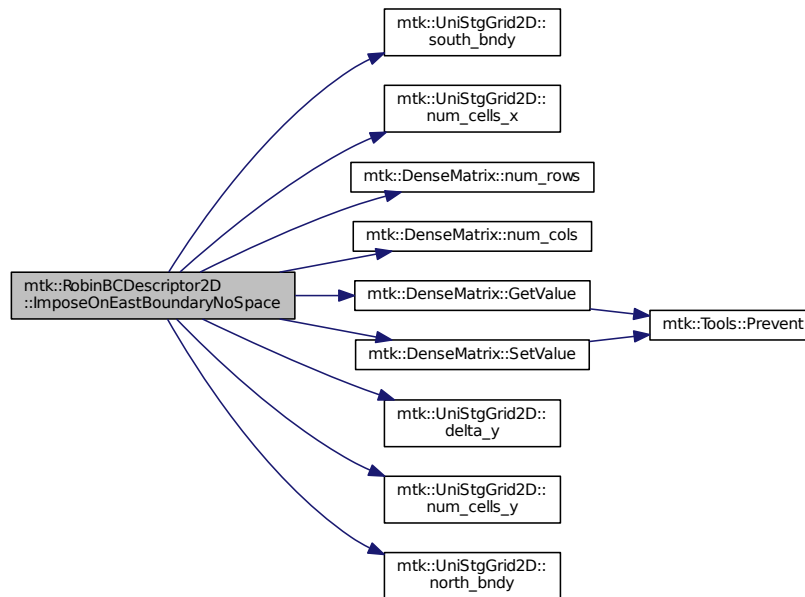 mtk::RobinBCDescriptor2D
::ImposeOnEastBoundaryNoSpace
mtk::UniStgGrid2D::
south_bndy
mtk::UniStgGrid2D::
num_cells_x
mtk::DenseMatrix::num_rows
mtk::DenseMatrix::num_cols
mtk::DenseMatrix::GetValue
mtk::DenseMatrix::SetValue
mtk::UniStgGrid2D::
delta_y
mtk::UniStgGrid2D::
num_cells_y
mtk::UniStgGrid2D::
north_bndy
mtk::Tools::Prevent